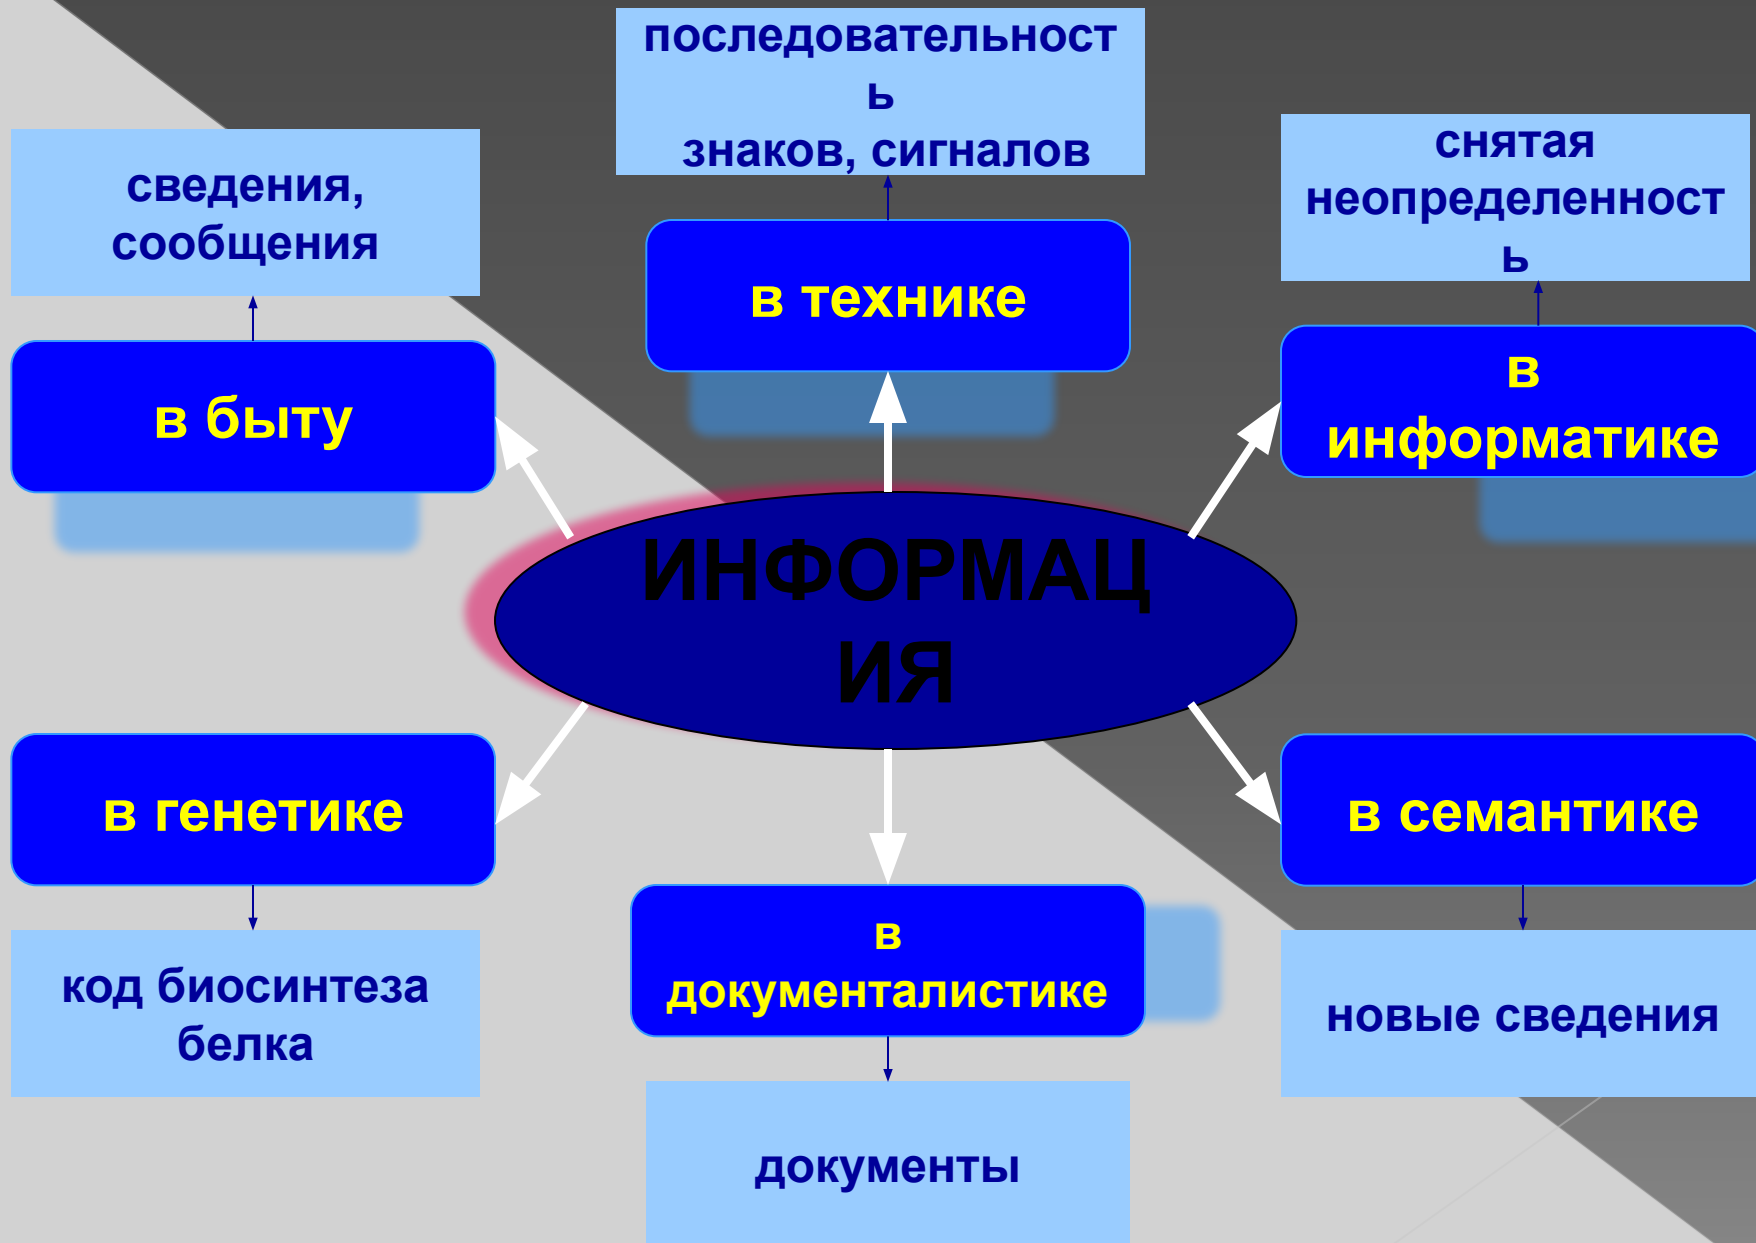 последовательност
ь
знаков, сигналов
сведения,
сообщения
снятая
неопределенност
ь
в технике
в быту
в
информатике
ИНФОРМАЦ
ИЯ
в генетике
в семантике
в
документалистике
код биосинтеза
белка
новые сведения
документы